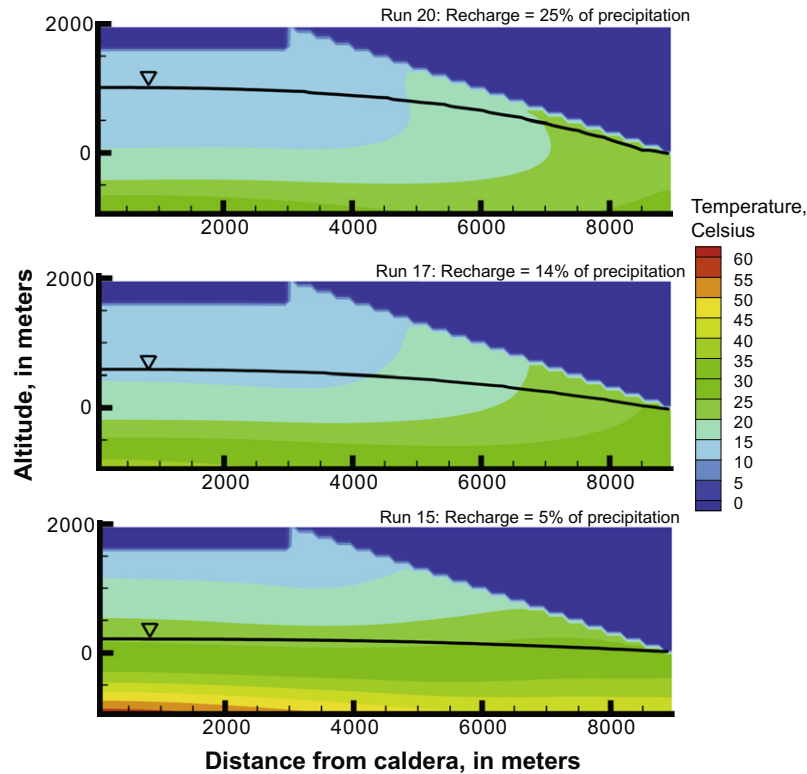 Run 20: Recharge = 25% of precipitation
2000
0
2000 4000 6000 8000
Run 17: Recharge = 14% of precipitation
2000
0
2000 4000 6000 8000
Run 15: Recharge = 5% of precipitation
2000
0
2000 4000 6000 8000
Altitude, in meters
Distance from caldera, in meters
Temperature,
Celsius
60
55
50
45
40
35
30
25
20
15
10
5
0